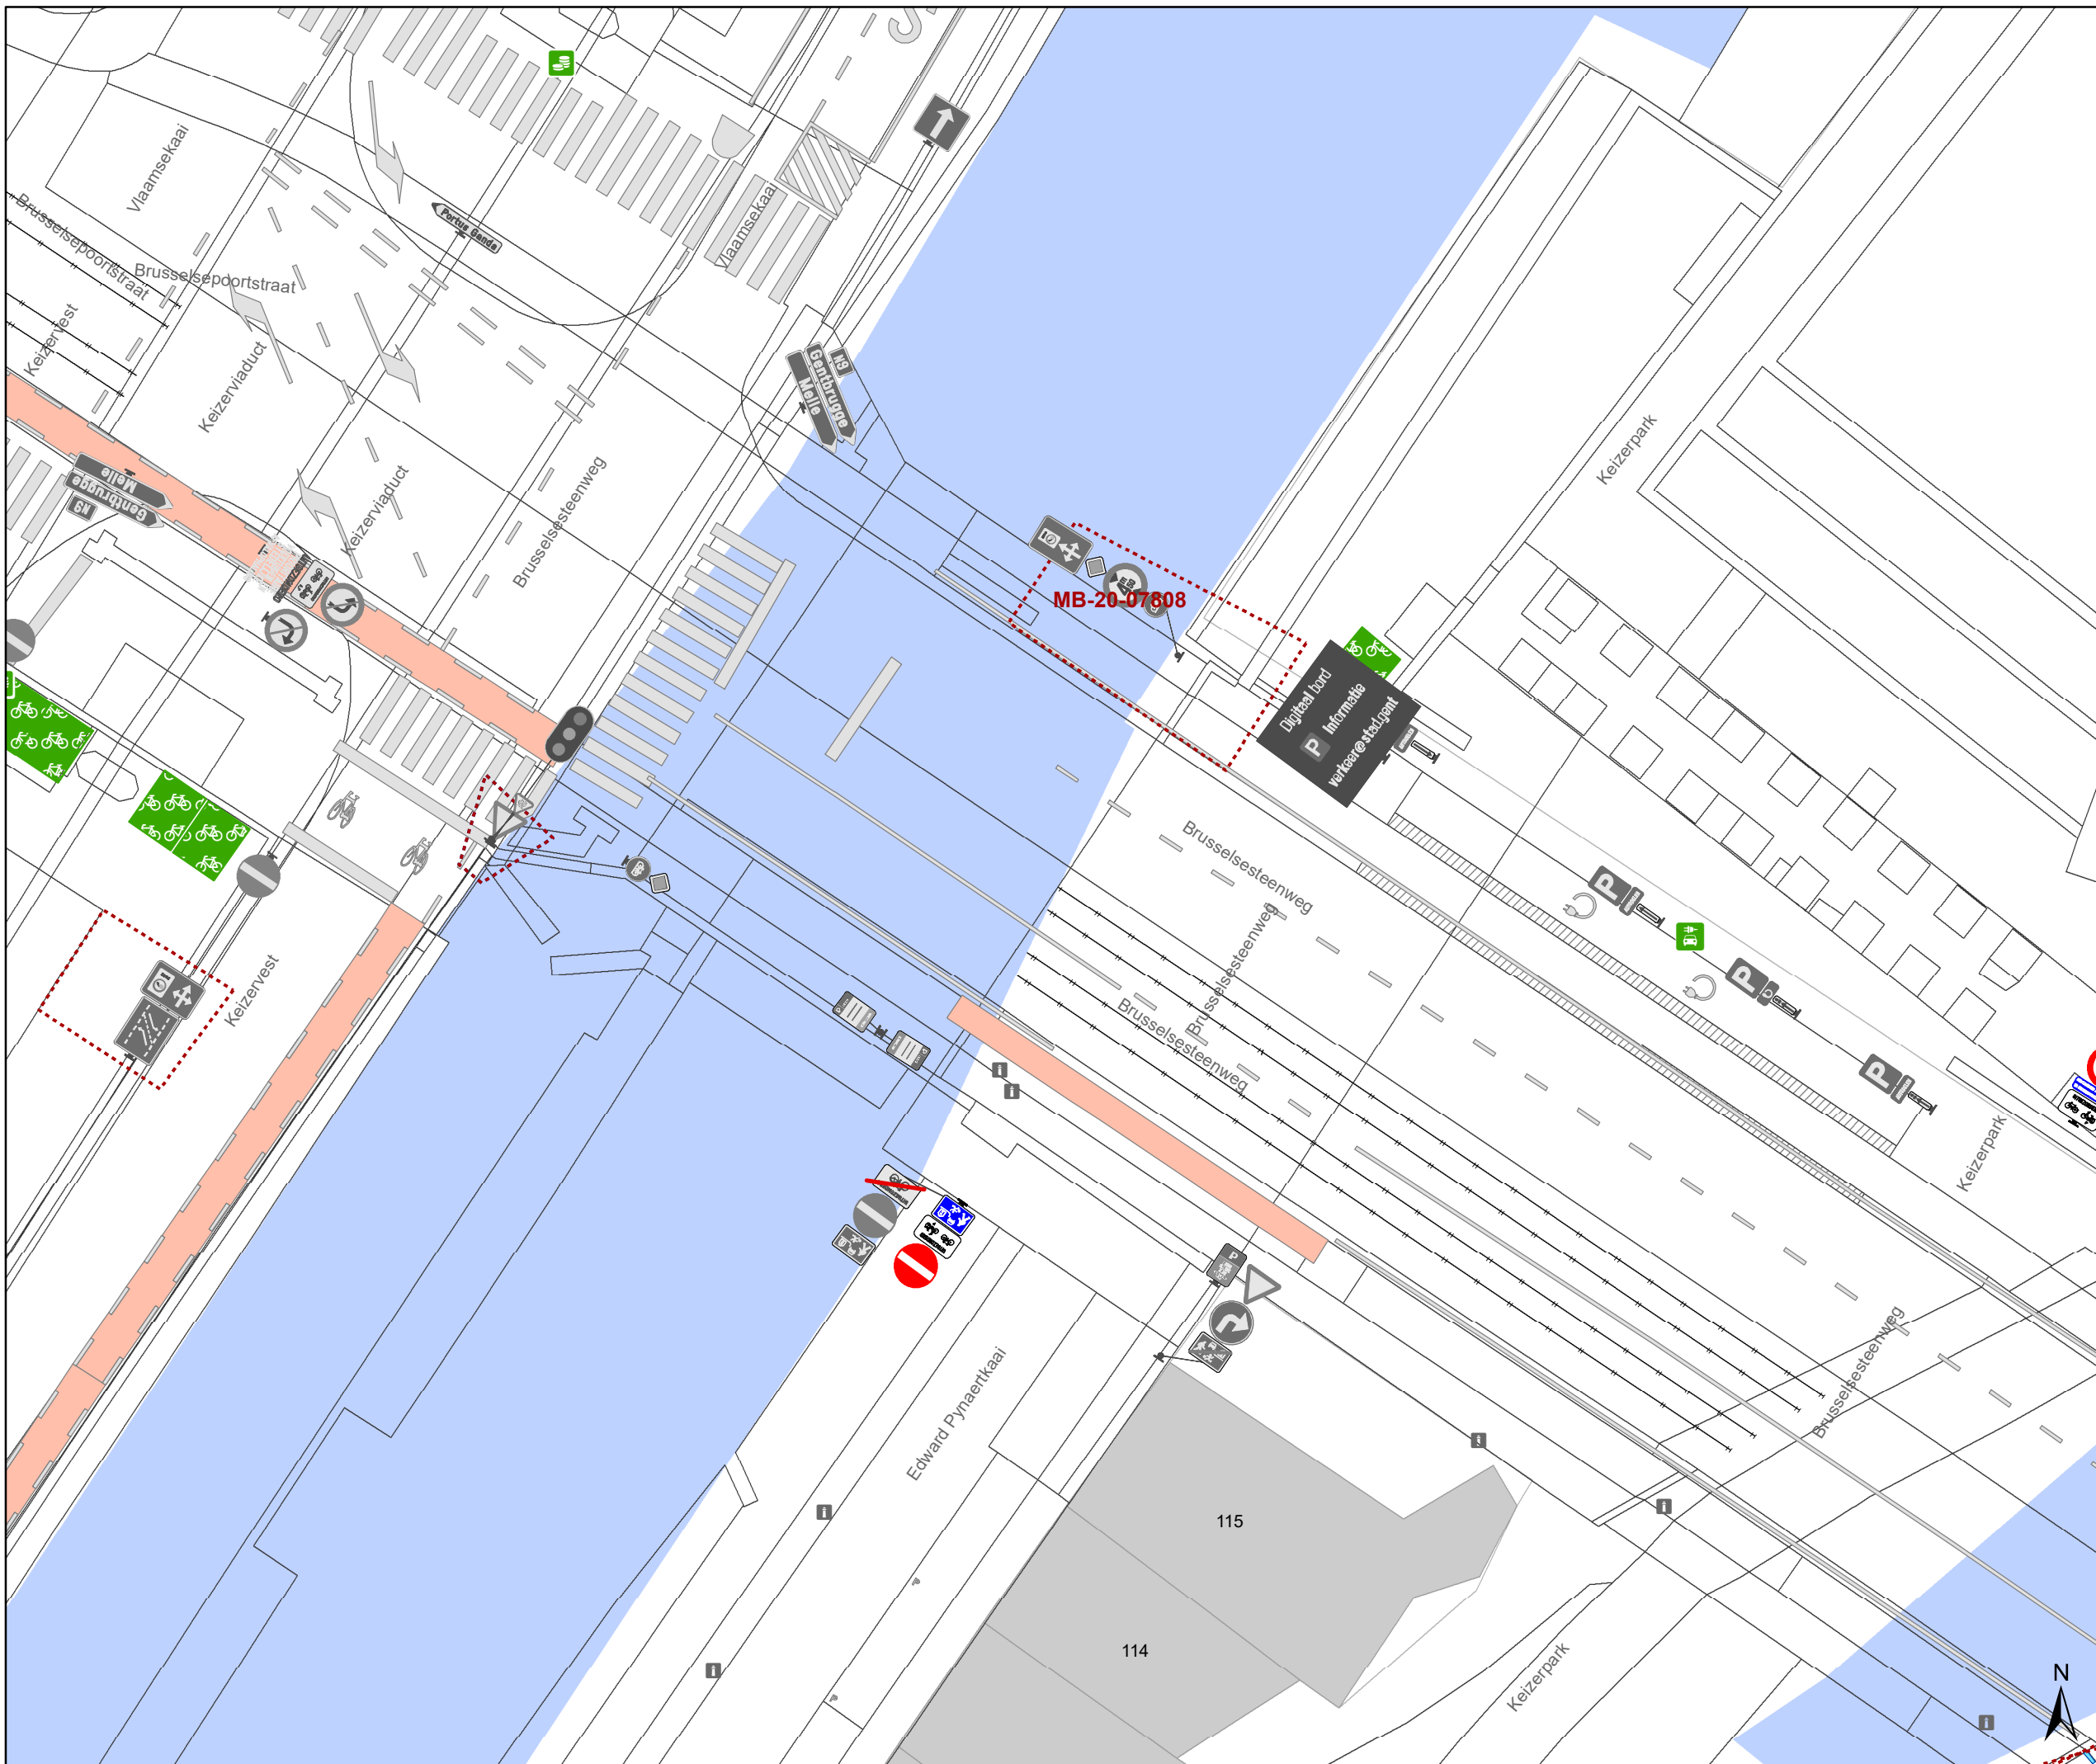 Vlaamsekaai
Vlaamsekaai
Brusselsepoortstraat
Brusselsepoortstraat
Portus Ganda
Keizervest
Keizerviaduct
N9
Gentbrugge
Melle
Keizerpark
Melle
Gentbrugge
N9
Keizerviaduct
Brusselsesteenweg
MB-20-07808
Digitaal bord
P Informatie
verkeer@stad.gent
Brusselsesteenweg
Brusselsesteenweg
Brusselsesteenweg
P
P
P
Keizervest
Keizerpark
P
Edward Pynaertkaai
Brusselsesteenweg
115
114
Keizerpark
N